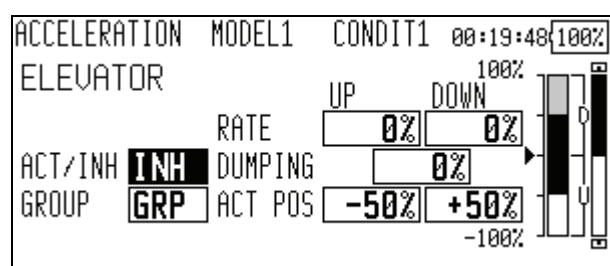 ACCELERATION MODEL1 CONDIT1 00:19:48 100%
ELEVATOR 100%
UP DOWN
RATE 0% 0% D
ACT/INH INH DUMPING 0%
GROUP GRP ACT POS -50% +50% U
-100%